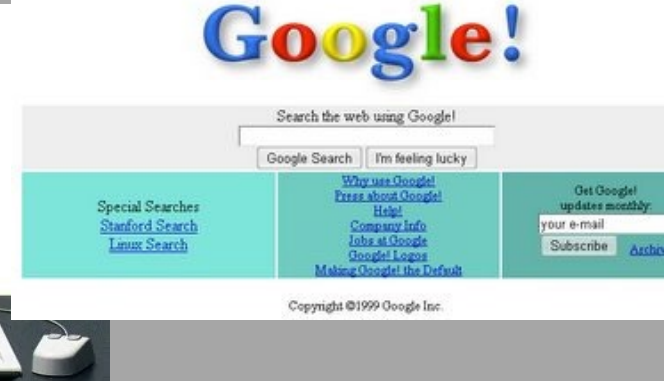 Google!
Search the web using Google!
Google Search I'm feeling lucky
Special Searches
Stanford Search
Linux Search
Why use Google!
Press about Google!
Help!
Company Info
Jobs at Google
Google! Logos
Making Google! the Default
Get Google!
updates monthly:
your e-mail
Subscribe Archive
Copyright ©1999 Google Inc.